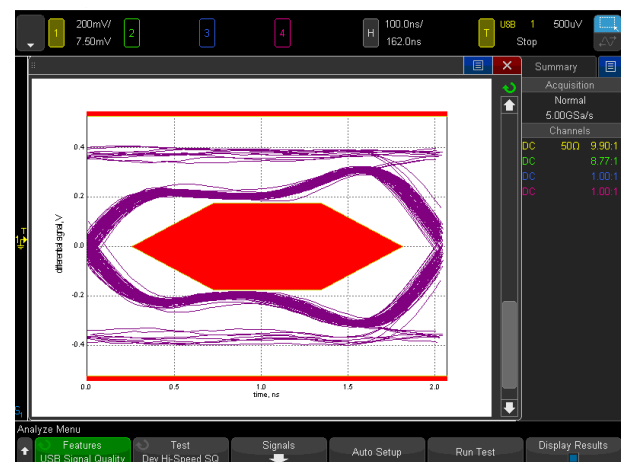 1 200mV/ 2 3 4 H 100.0ns/ T USB 1 500uV
7.50mV 162.0ns Stop
Summary
Acquisition
Normal
5.00GSa/s
Channels
DC 50Ω 9.90:1
DC 8.77:1
DC 1.00:1
DC 1.00:1
T
1
differential signal, V
0.4
0.2
0.0
-0.2
-0.4
0.0 0.5 1.0 1.5 2.0
time, ns
Analyze Menu
Features Test Signals Auto Setup Run Test Display Results
USB Signal Quality Dev Hi-Speed SQ